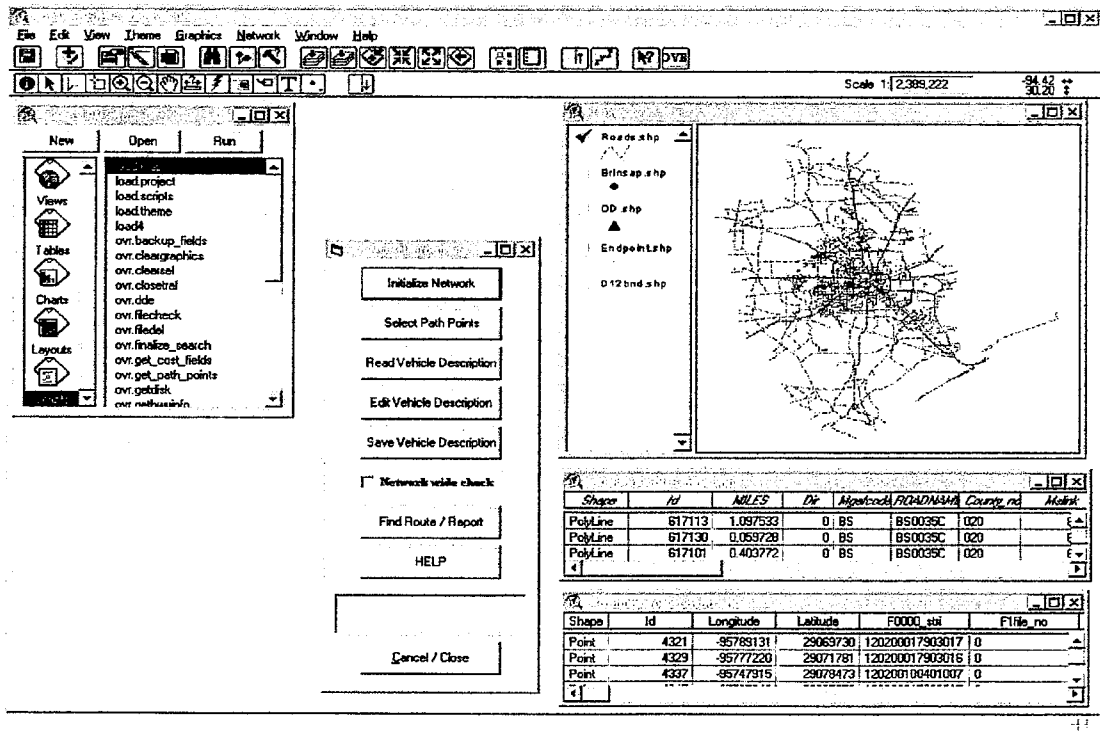 File Edit View Theme Graphics Network Window Help
OVR
Scale 1: 2,389,222
-94.42
30.20
New Open Run
Views
Tables
Charts
Layouts
load.project
load.scripts
load.theme
load4
ovr.backup_fields
ovr.cleargraphics
ovr.clearsel
ovr.closetral
ovr.dde
ovr.filecheck
ovr.filedel
ovr.finalize_search
ovr.get_cost_fields
ovr.get_path_points
ovr.getdisk
Initialize Network
Select Path Points
Read Vehicle Description
Edit Vehicle Description
Save Vehicle Description
Network wide check
Find Route / Report
HELP
Cancel / Close
Roads.shp
Brinsap.shp
OD.shp
Endpoint.shp
D12bnd.shp
Shape Id MILES Dir ROADNAME County_no
PolyLine 617113 1.097533 0 BS BS0035C 020
PolyLine 617130 0.059728 0 BS BS0035C 020
PolyLine 617101 0.403772 0 BS BS0035C 020
Shape Id Longitude Latitude F0000_stri F1file_no
Point 4321 -95789131 29069730 120200017903017 0
Point 4329 -95777220 29071781 120200017903016 0
Point 4337 -95747915 29078473 120200100401007 0